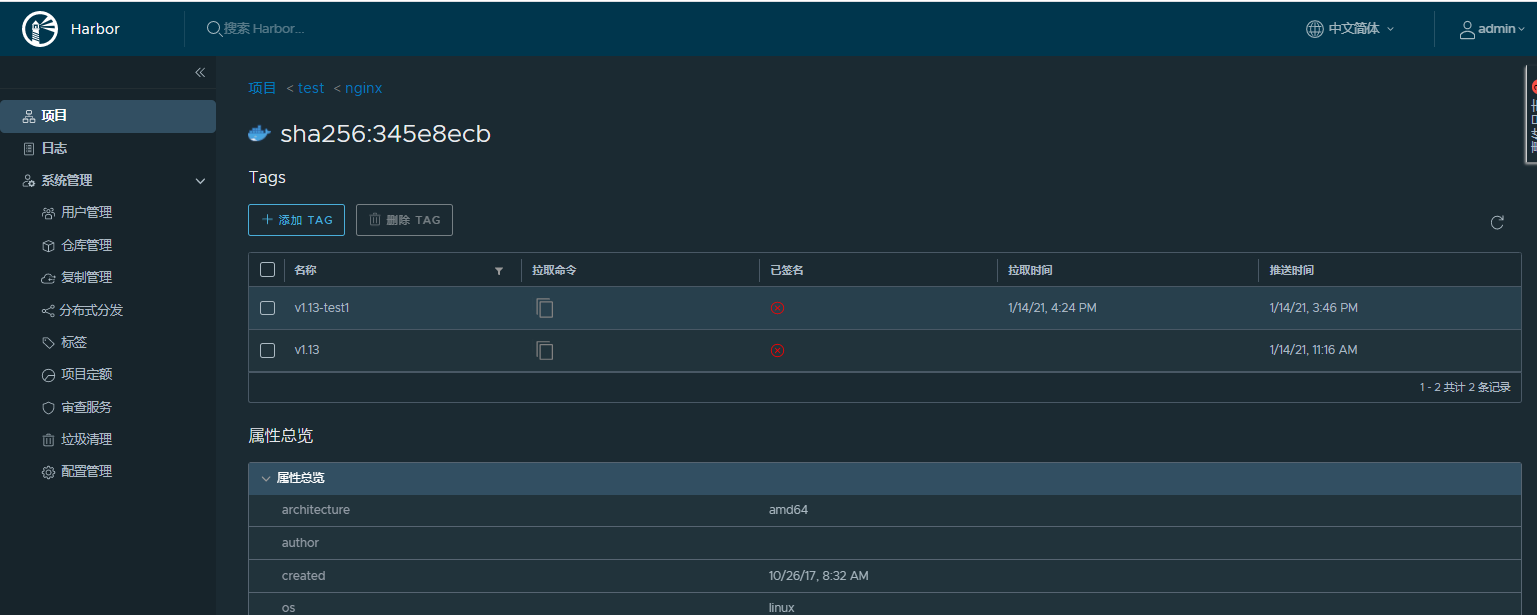 Harbor
搜索 Harbor...
中文简体
admin
项目
日志
系统管理
用户管理
仓库管理
复制管理
分布式分发
标签
项目定额
审查服务
垃圾清理
配置管理
项目 < test < nginx
sha256:345e8ecb
Tags
+ 添加 TAG
删除 TAG
名称 拉取命令 已签名 拉取时间 推送时间
v1.13-test1 1/14/21, 4:24 PM 1/14/21, 3:46 PM
v1.13 1/14/21, 11:16 AM
1 - 2 共计 2 条记录
属性总览
属性总览
architecture amd64
author
created 10/26/17, 8:32 AM
os linux